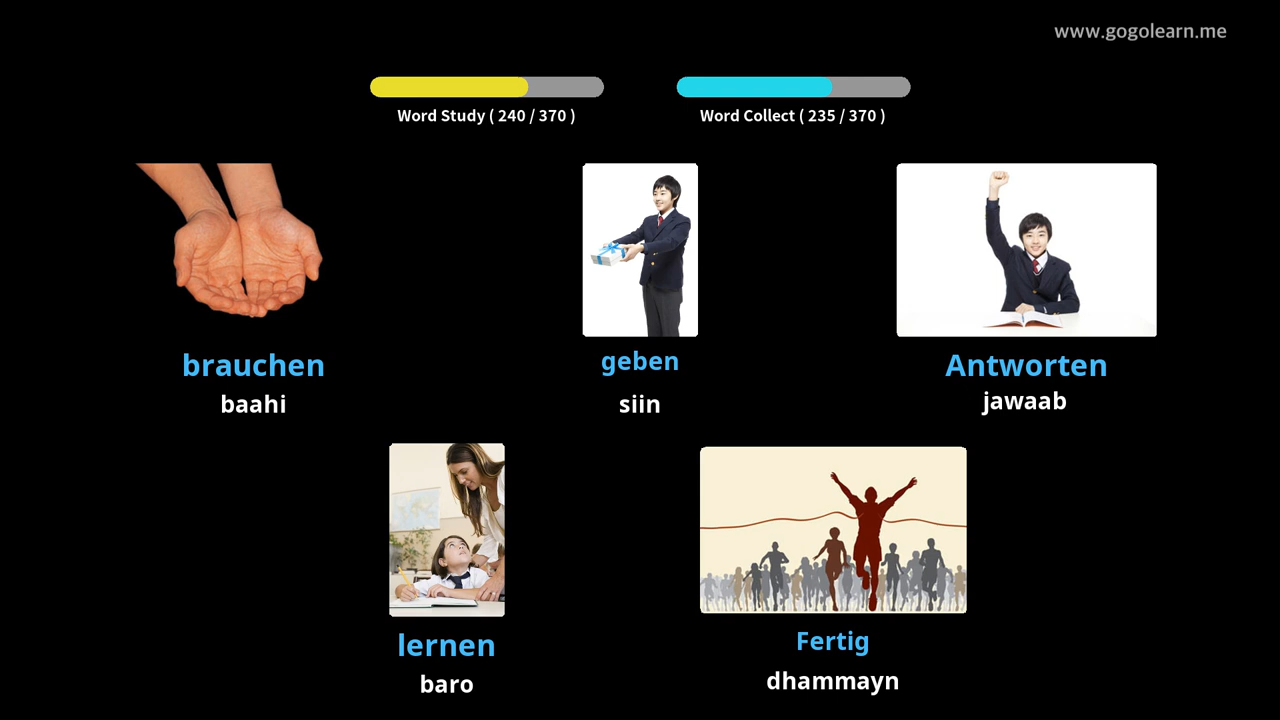 www.gogolearn.me
Word Study ( 240 / 370 )
Word Collect ( 235 / 370 )
brauchen
baahi
geben
siin
Antworten
jawaab
lernen
baro
Fertig
dhammayn